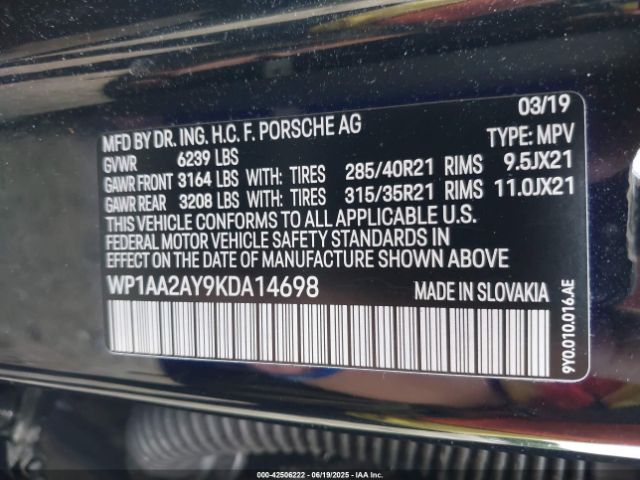 03/19
MFD BY DR. ING. H.C. F. PORSCHE AG
GVWR 6239 LBS TYPE: MPV
GAWR FRONT 3164 LBS WITH: TIRES 285/40R21 RIMS 9.5JX21
GAWR REAR 3208 LBS WITH: TIRES 315/35R21 RIMS 11.0JX21
THIS VEHICLE CONFORMS TO ALL APPLICABLE U.S.
FEDERAL MOTOR VEHICLE SAFETY STANDARDS IN
EFFECT ON THE DATE OF MANUFACTURE SHOWN ABOVE
WP1AA2AY9KDA14698 MADE IN SLOVAKIA
9Y0.010.016.AE
000-42506222 - 06/19/2025 - IAA Inc.